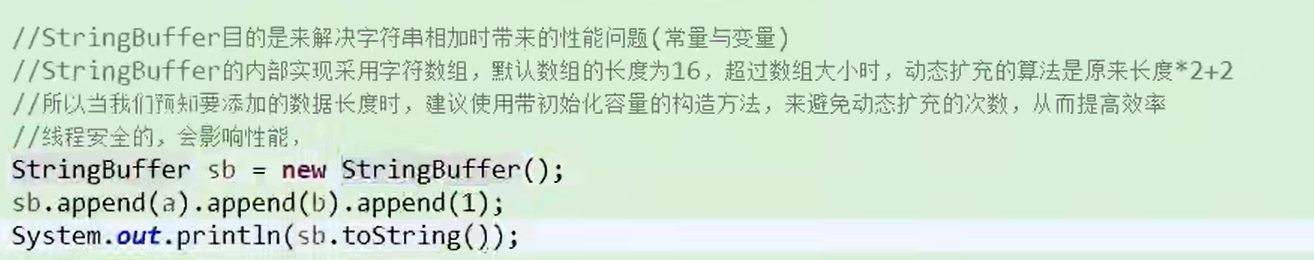 //StringBuffer目的是来解决字符串相加时带来的性能问题(常量与变量)
//StringBuffer的内部实现采用字符数组，默认数组的长度为16，超过数组大小时，动态扩充的算法是原来长度*2+2
//所以当我们预知要添加的数据长度时，建议使用带初始化容量的构造方法，来避免动态扩充的次数，从而提高效率
//线程安全的，会影响性能，
StringBuffer sb = new StringBuffer();
sb.append(a).append(b).append(1);
System.out.println(sb.toString());